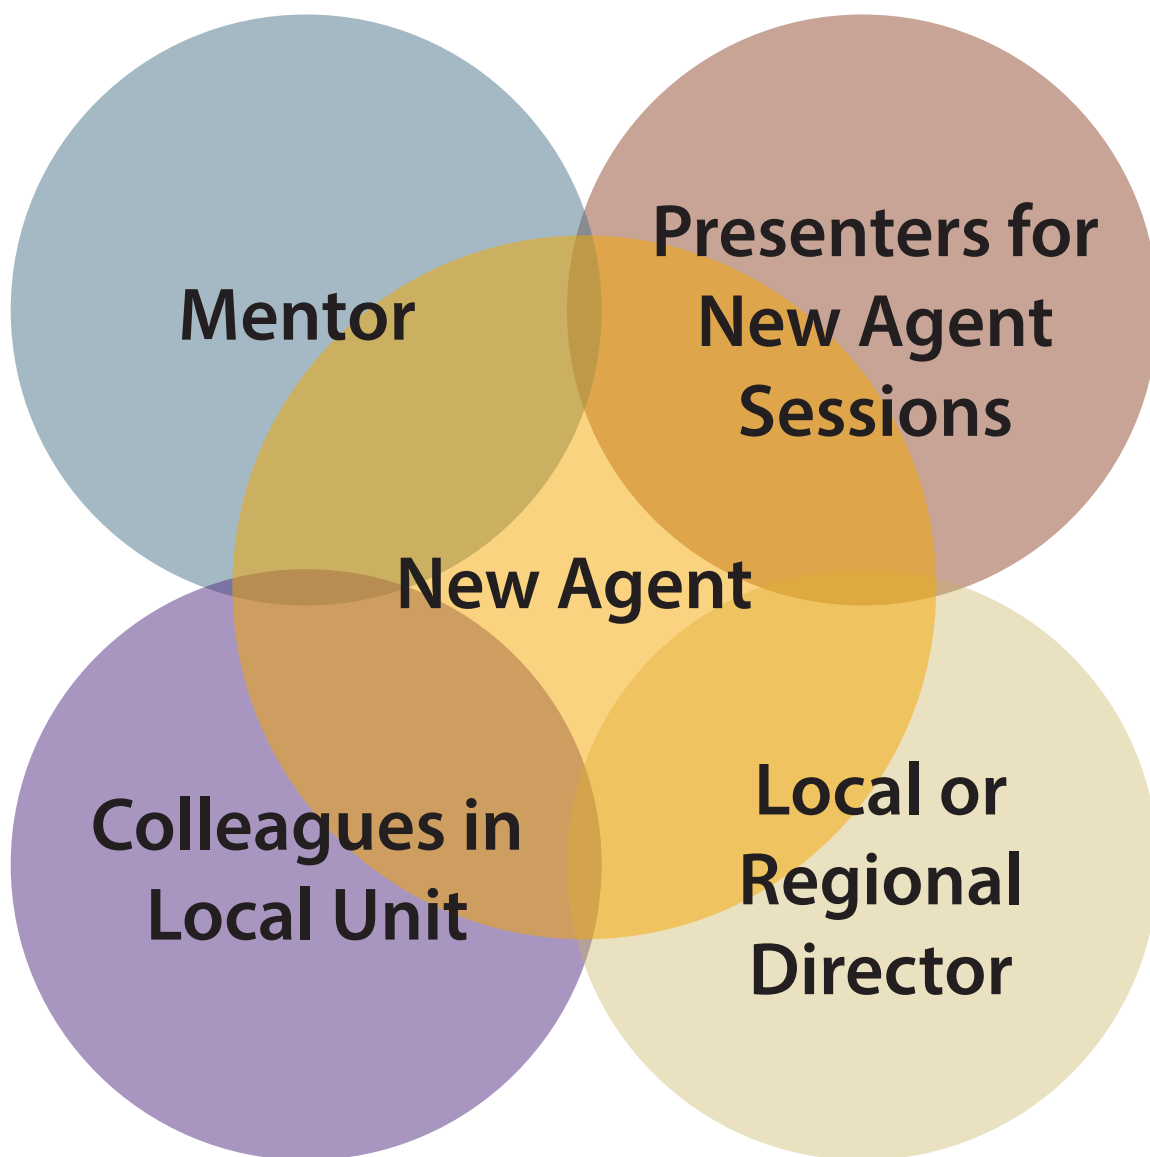 Mentor
Presenters for
New Agent
Sessions
New Agent
Colleagues in
Local Unit
Local or
Regional
Director